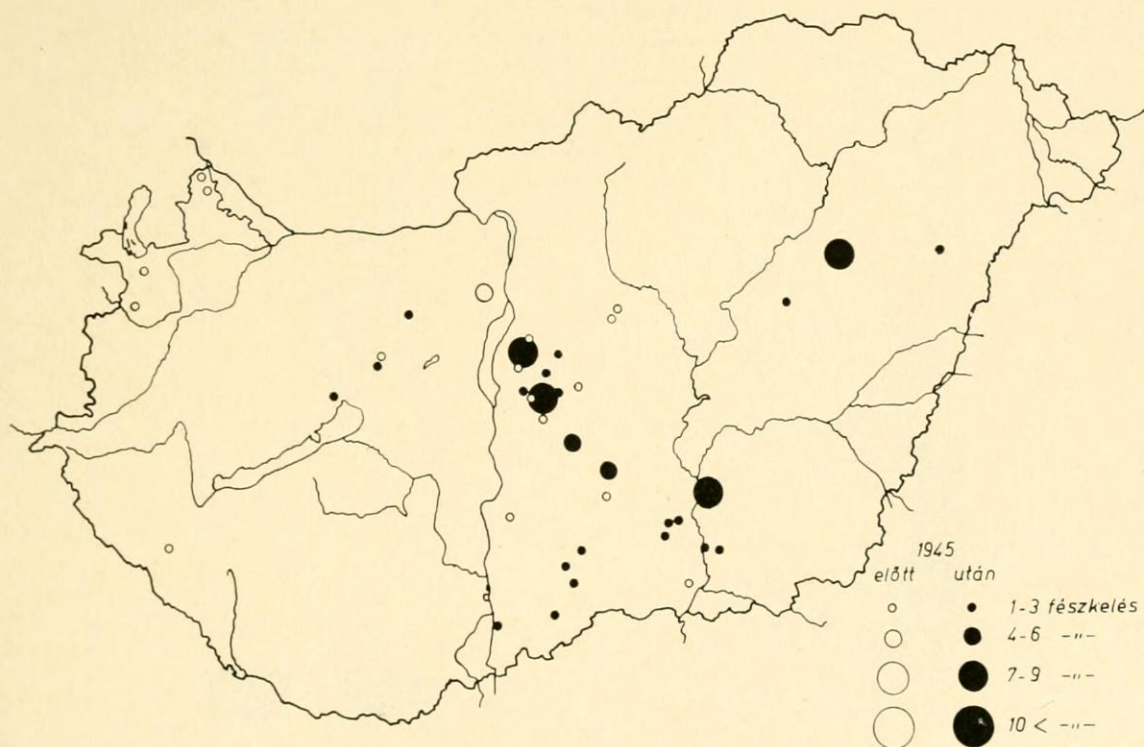 1945
előtt után
1-3 fészkelés
4-6 -"-
7-9 -"-
10 < -"-